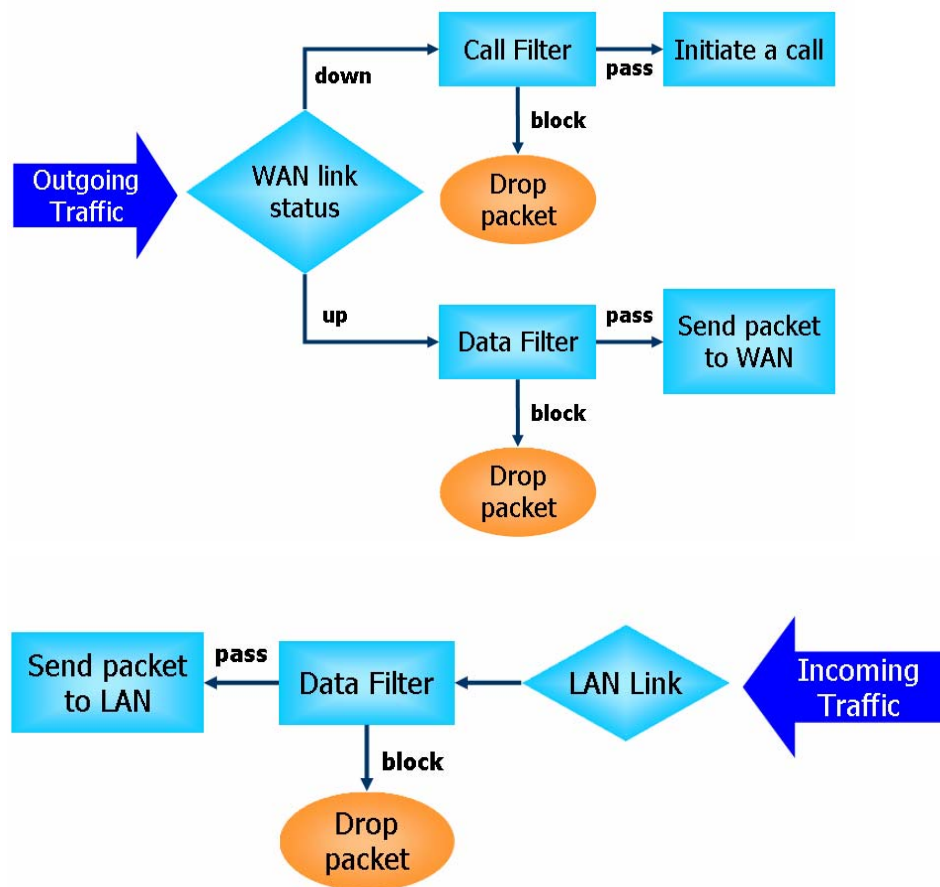 Call Filter
pass
Initiate a call
down
block
Outgoing
Traffic
WAN link
status
Drop
packet
up
Data Filter
pass
Send packet
to WAN
block
Drop
packet
Send packet
to LAN
pass
Data Filter
LAN Link
Incoming
Traffic
block
Drop
packet